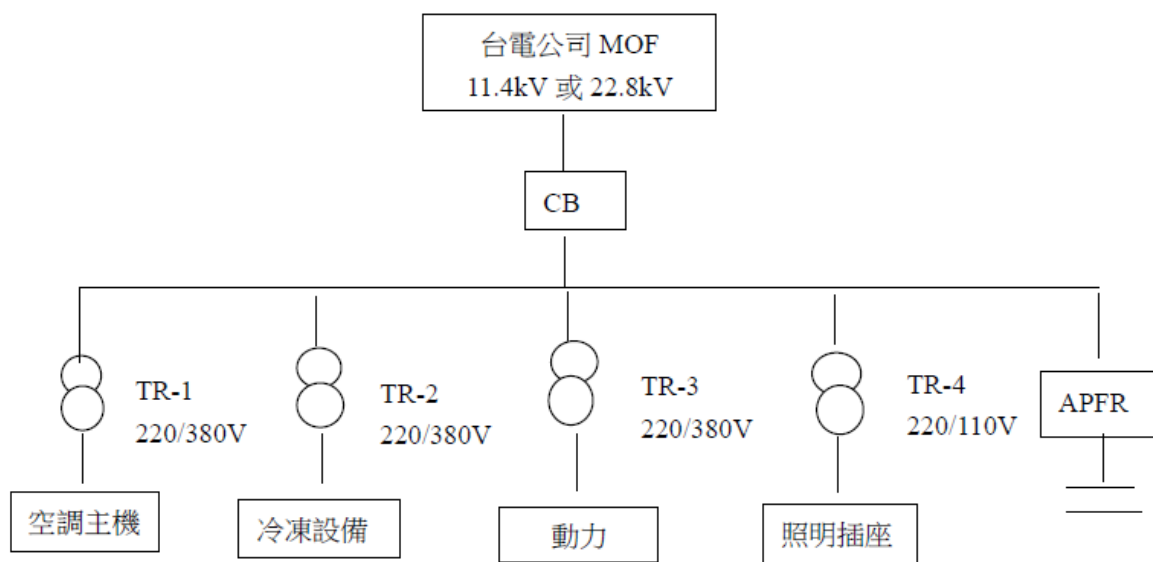 台電公司 MOF
11.4kV 或 22.8kV
CB
TR-1
220/380V
TR-2
220/380V
TR-3
220/380V
TR-4
220/110V
APFR
空調主機
冷凍設備
動力
照明插座